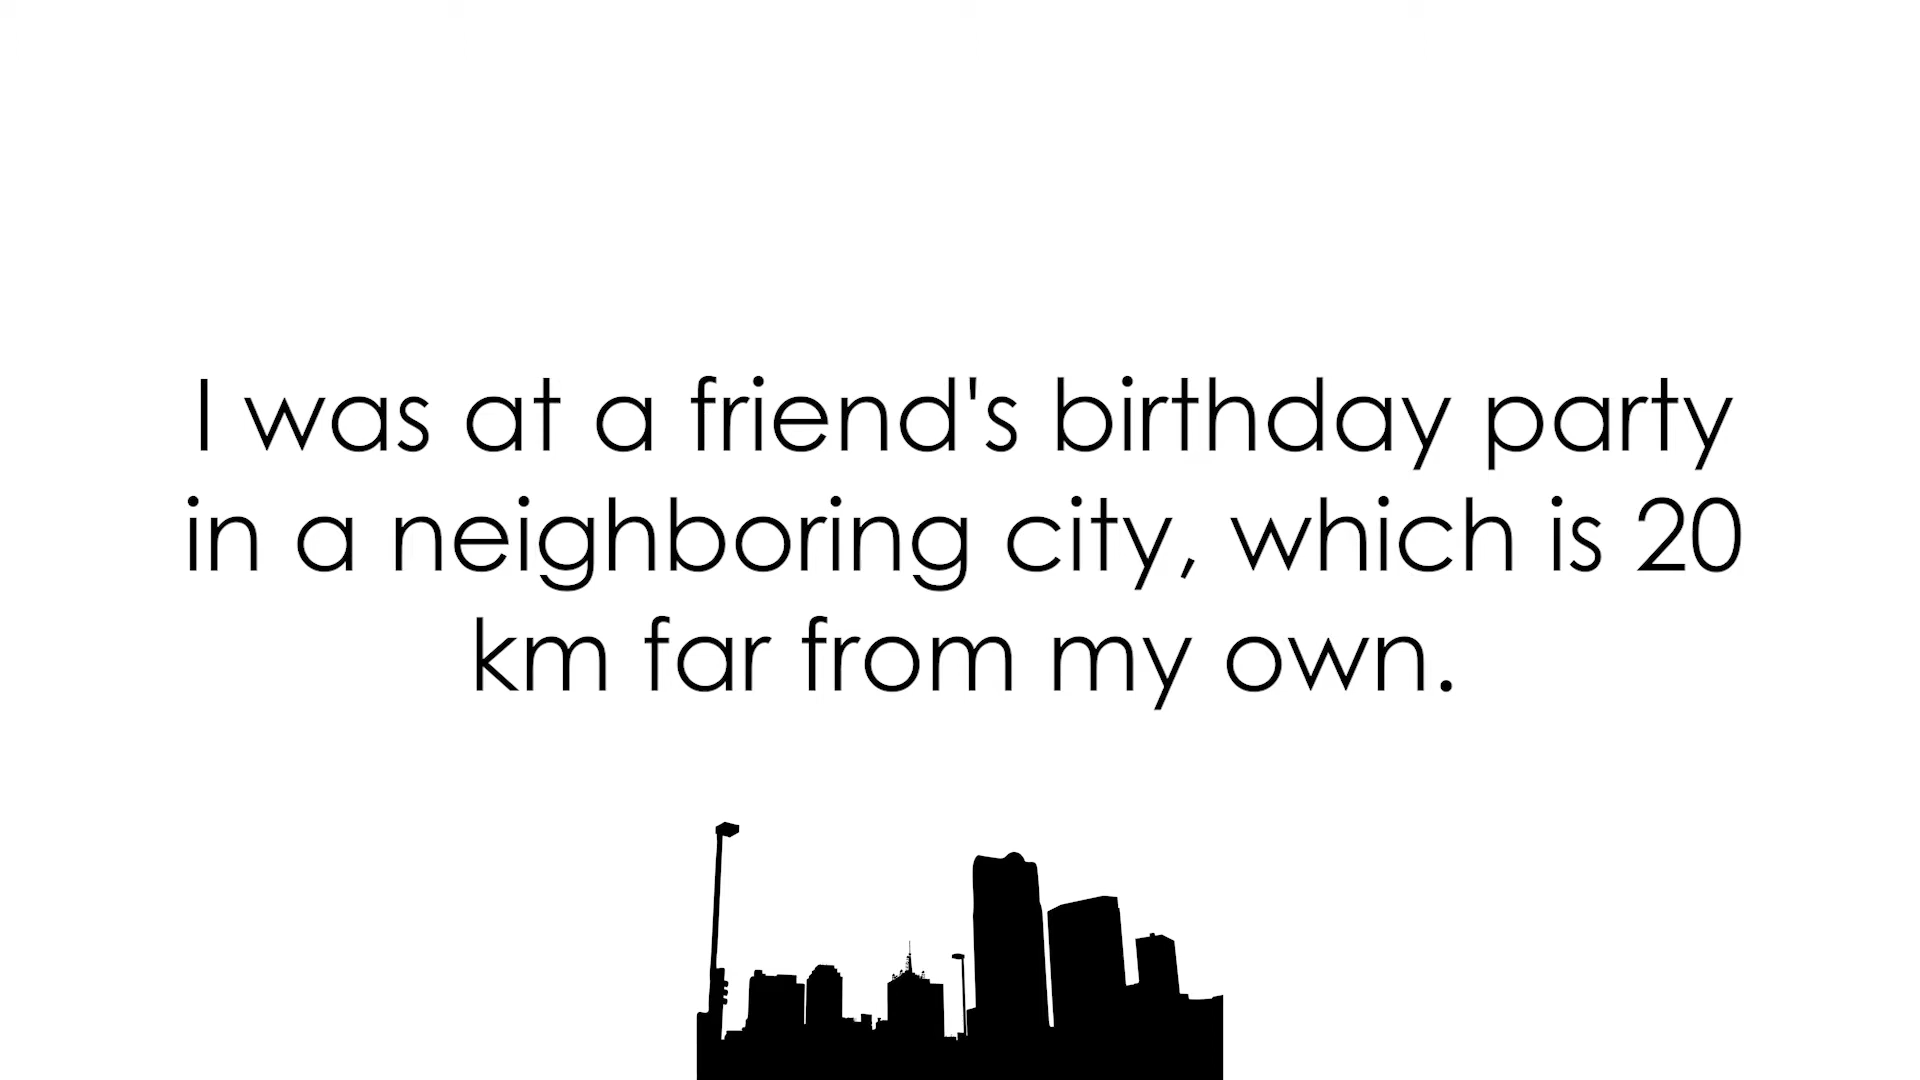 I was at a friend's birthday party
in a neighboring city, which is 20
km far from my own.